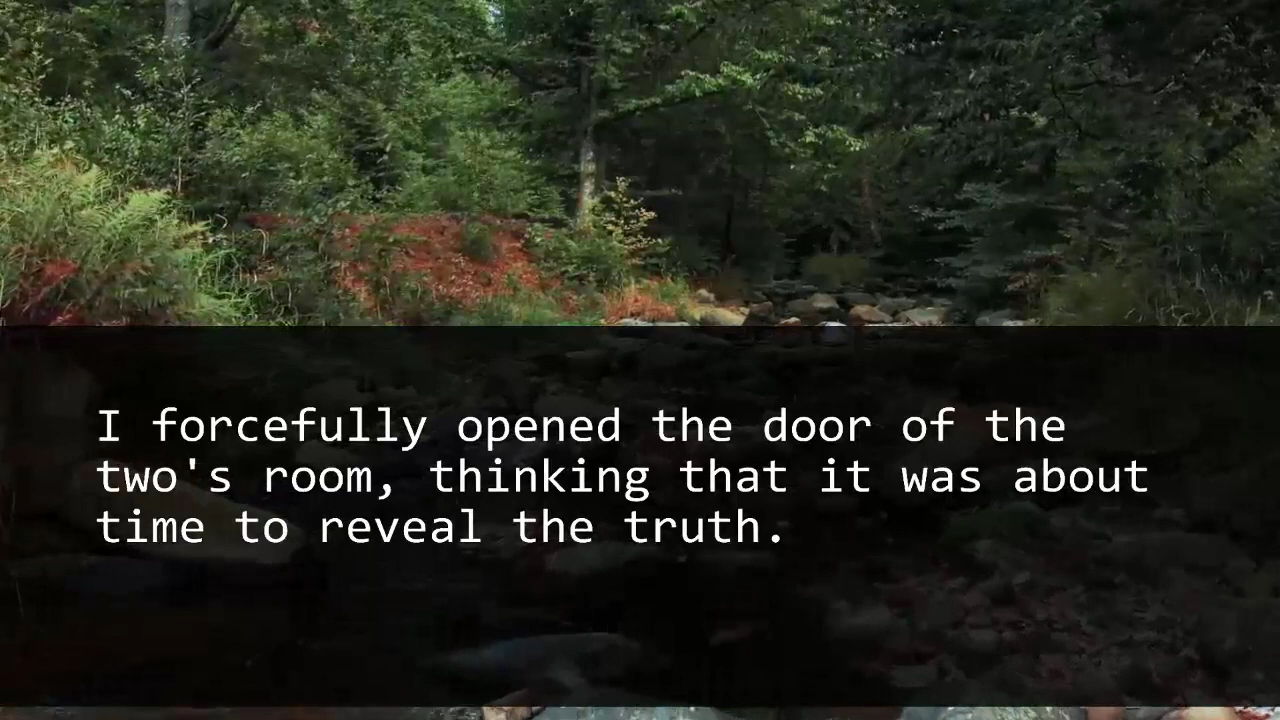 I forcefully opened the door of the
two's room, thinking that it was about
time to reveal the truth.